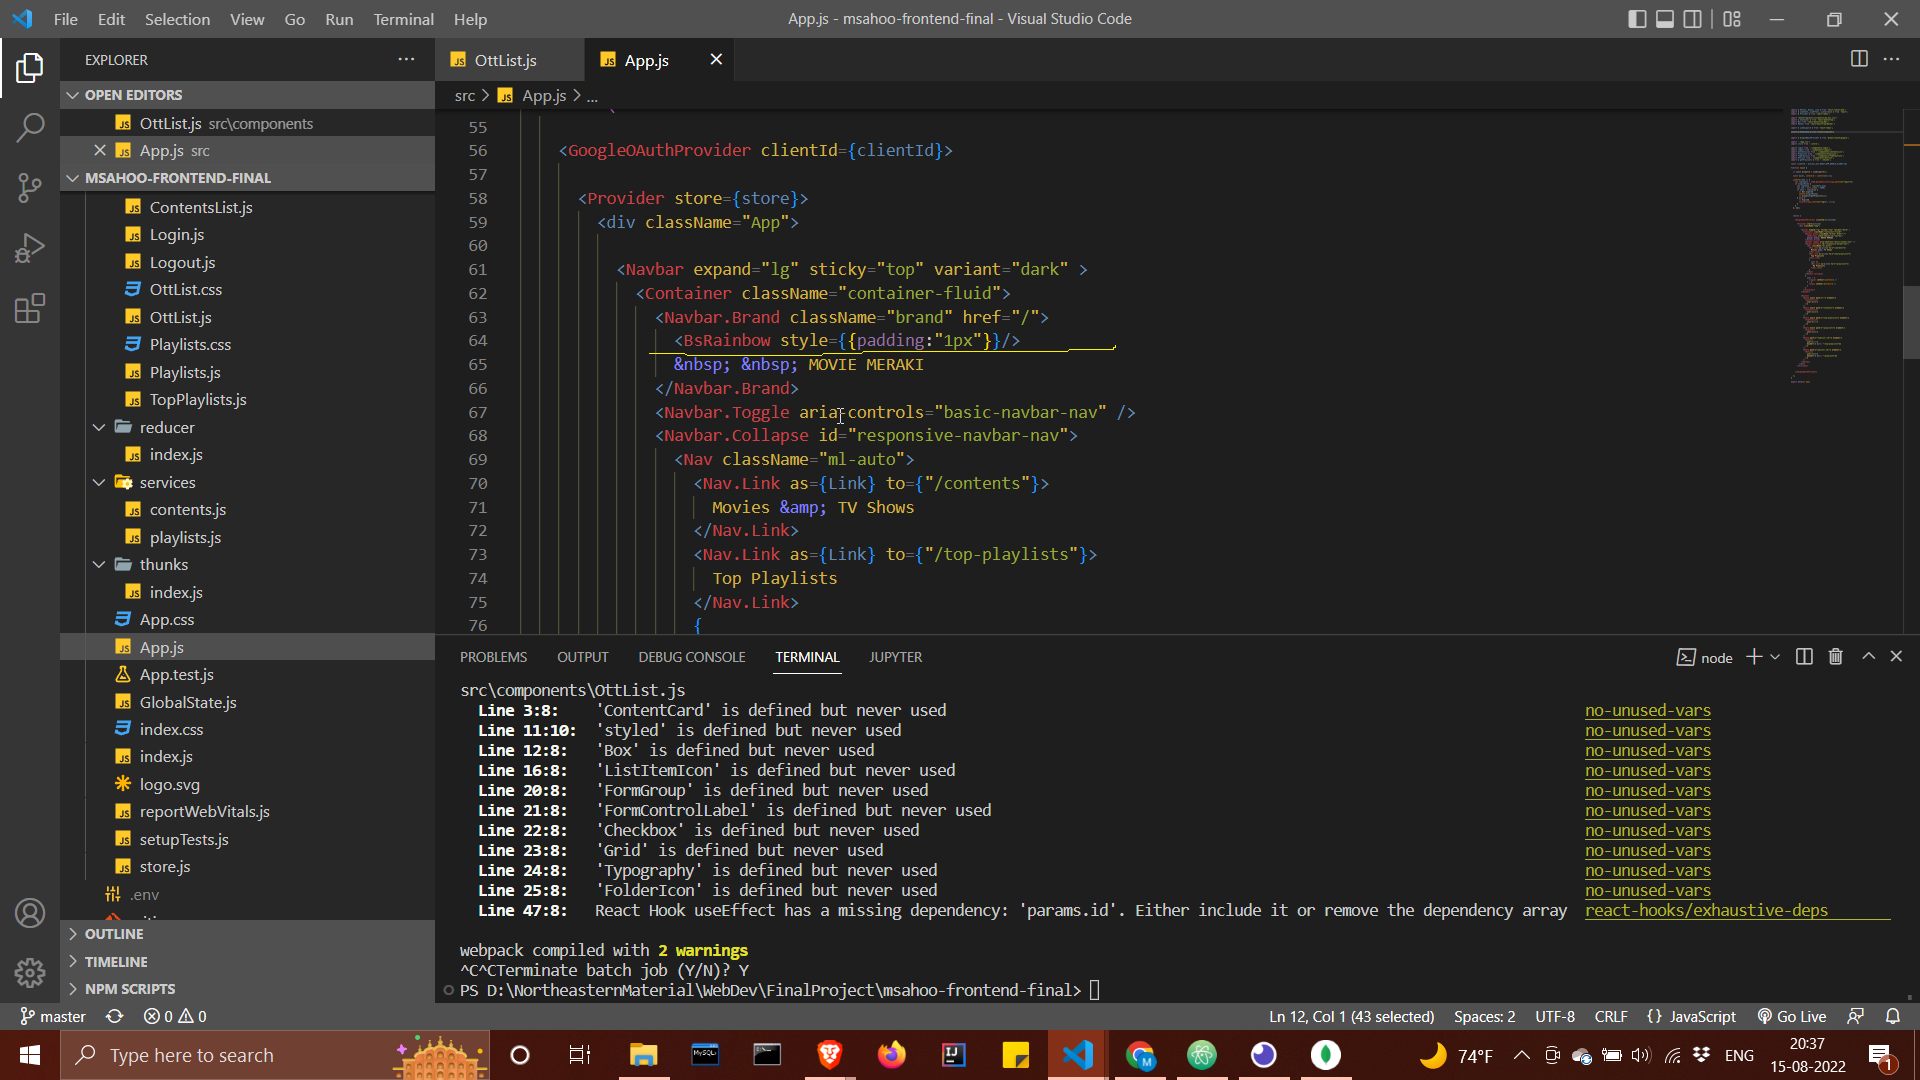 File Edit Selection View Go Run Terminal Help
App.js - msahoo-frontend-final - Visual Studio Code
EXPLORER
OPEN EDITORS
OttList.js src\components
App.js src
MSAHOO-FRONTEND-FINAL
ContentsList.js
Login.js
Logout.js
OttList.css
OttList.js
Playlists.css
Playlists.js
TopPlaylists.js
reducer
index.js
services
contents.js
playlists.js
thunks
index.js
App.css
App.js
App.test.js
GlobalState.js
index.css
index.js
logo.svg
reportWebVitals.js
setupTests.js
store.js
.env
OUTLINE
TIMELINE
NPM SCRIPTS
OttList.js
App.js
src > App.js > ...
55
56 <GoogleOAuthProvider clientId={clientId}>
57
58 <Provider store={store}>
59 <div className="App">
60
61 <Navbar expand="lg" sticky="top" variant="dark" >
62 <Container className="container-fluid">
63 <Navbar.Brand className="brand" href="/">
64 <BsRainbow style={{padding:"1px"}}/>
65 &nbsp; &nbsp; MOVIE MERAKI
66 </Navbar.Brand>
67 <Navbar.Toggle aria-controls="basic-navbar-nav" />
68 <Navbar.Collapse id="responsive-navbar-nav">
69 <Nav className="ml-auto">
70 <Nav.Link as={Link} to={"/contents"}>
71 Movies &amp; TV Shows
72 </Nav.Link>
73 <Nav.Link as={Link} to={"/top-playlists"}>
74 Top Playlists
75 </Nav.Link>
76 {
PROBLEMS OUTPUT DEBUG CONSOLE TERMINAL JUPYTER
node
src\components\OttList.js
Line 3:8: 'ContentCard' is defined but never used no-unused-vars
Line 11:10: 'styled' is defined but never used no-unused-vars
Line 12:8: 'Box' is defined but never used no-unused-vars
Line 16:8: 'ListItemIcon' is defined but never used no-unused-vars
Line 20:8: 'FormGroup' is defined but never used no-unused-vars
Line 21:8: 'FormControlLabel' is defined but never used no-unused-vars
Line 22:8: 'Checkbox' is defined but never used no-unused-vars
Line 23:8: 'Grid' is defined but never used no-unused-vars
Line 24:8: 'Typography' is defined but never used no-unused-vars
Line 25:8: 'FolderIcon' is defined but never used no-unused-vars
Line 47:8: React Hook useEffect has a missing dependency: 'params.id'. Either include it or remove the dependency array react-hooks/exhaustive-deps
webpack compiled with 2 warnings
^C^CTerminate batch job (Y/N)? Y
PS D:\NortheasternMaterial\WebDev\FinalProject\msahoo-frontend-final>
master 0 0
Ln 12, Col 1 (43 selected) Spaces: 2 UTF-8 CRLF {} JavaScript Go Live
Type here to search
74°F
ENG
20:37
15-08-2022
1